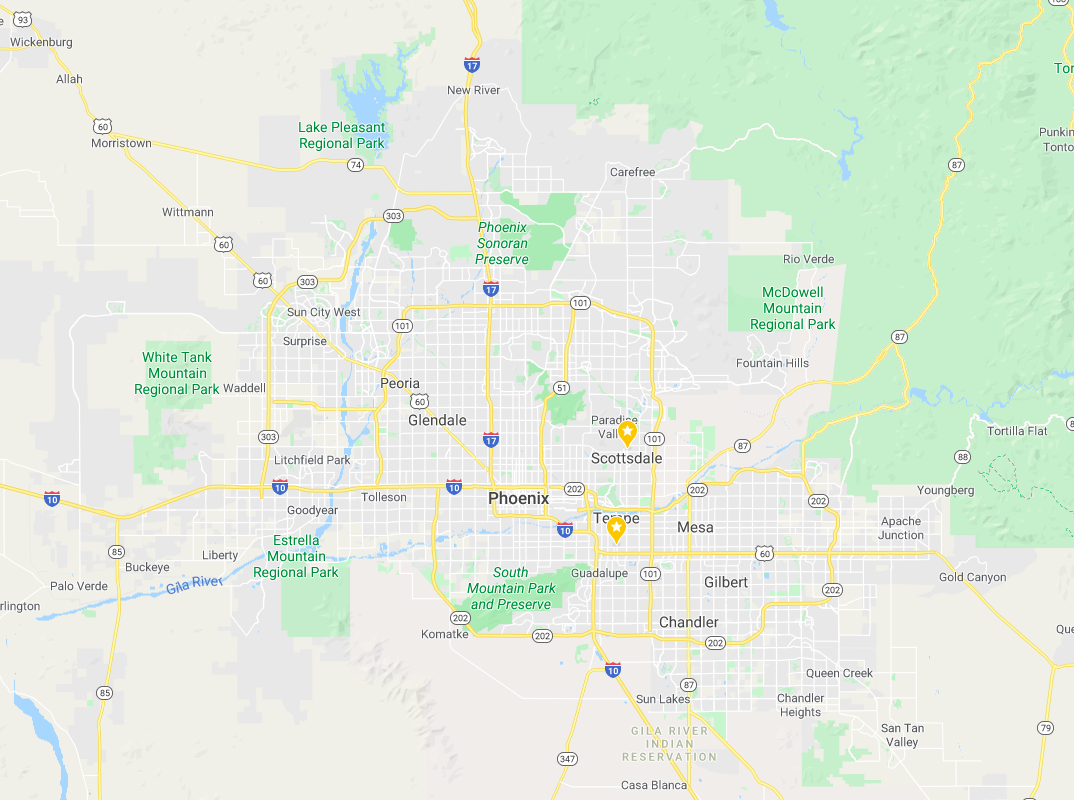 93
Wickenburg
Allah
17
New River
60
Morristown
Lake Pleasant
Regional Park
74
Punkin
Tonto
87
Carefree
Wittmann
303
60
Phoenix
Sonoran
Preserve
Rio Verde
60
303
17
McDowell
Mountain
Regional Park
Sun City West
101
101
Surprise
87
White Tank
Mountain
Regional Park
Waddell
Fountain Hills
Peoria
51
60
Glendale
Paradise
Tortilla Flat
303
17
101
87
Scottsdale
88
Litchfield Park
10
10
10
Tolleson
Phoenix
202
202
202
Youngberg
Goodyear
Tempe
Mesa
10
Apache
Junction
Estrella
Mountain
Regional Park
85
Liberty
Buckeye
60
Palo Verde
Gila River
South
Mountain Park
and Preserve
Guadalupe
101
Gilbert
Gold Canyon
202
rlington
202
Komatke
202
Chandler
202
10
Queen Creek
87
Sun Lakes
Chandler
Heights
85
GILA RIVER
INDIAN
RESERVATION
San Tan
Valley
79
347
Casa Blanca